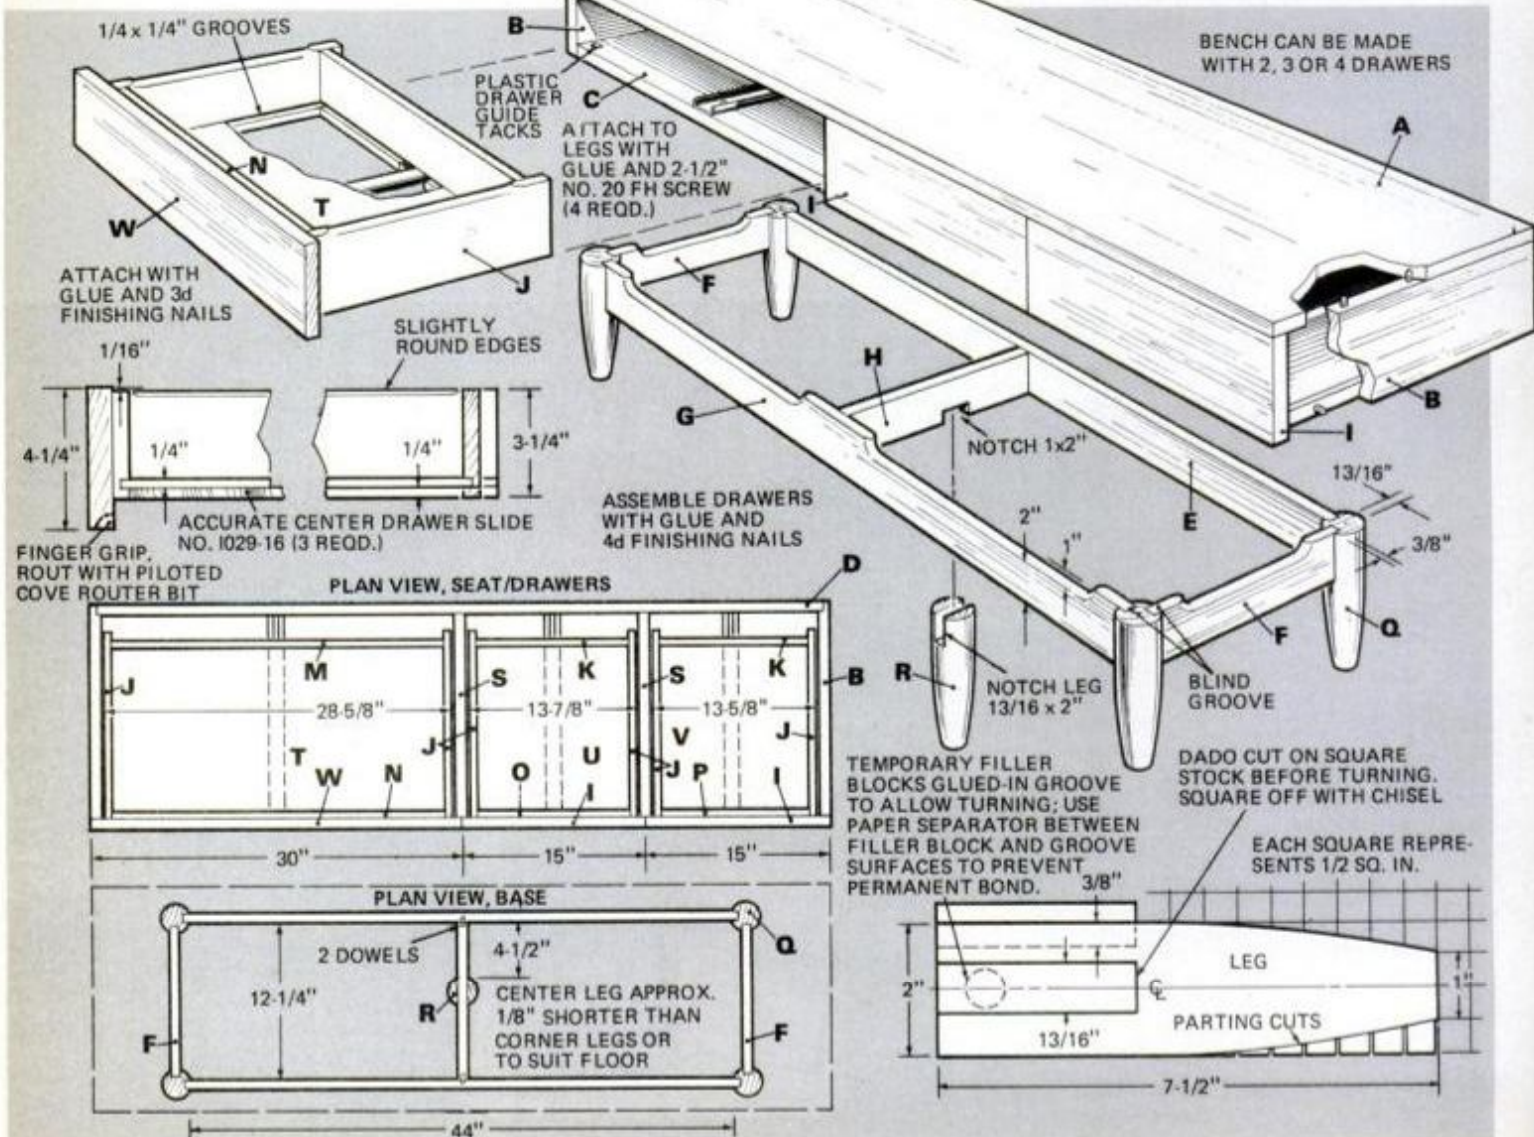 1/4 x 1/4" GROOVES
B
PLASTIC
DRAWER
GUIDE
TACKS
C
ATTACH TO
LEGS WITH
GLUE AND 2-1/2"
NO. 20 FH SCREW
(4 REQD.)
BENCH CAN BE MADE
WITH 2, 3 OR 4 DRAWERS
A
N
T
W
J
I
F
ATTACH WITH
GLUE AND 3d
FINISHING NAILS
SLIGHTLY
ROUND EDGES
1/16"
4-1/4"
1/4"
1/4"
3-1/4"
ACCURATE CENTER DRAWER SLIDE
NO. I029-16 (3 REQD.)
FINGER GRIP,
ROUT WITH PILOTED
COVE ROUTER BIT
H
G
NOTCH 1x2"
B
I
13/16"
3/8"
E
2"
1"
ASSEMBLE DRAWERS
WITH GLUE AND
4d FINISHING NAILS
F
Q
R
NOTCH LEG
13/16 x 2"
BLIND
GROOVE
PLAN VIEW, SEAT/DRAWERS
D
J
M
S
K
S
K
B
28-5/8"
13-7/8"
13-5/8"
J
J
J
T
W
N
O
U
I
V
P
I
30"
15"
15"
TEMPORARY FILLER
BLOCKS GLUED-IN GROOVE
TO ALLOW TURNING; USE
PAPER SEPARATOR BETWEEN
FILLER BLOCK AND GROOVE
SURFACES TO PREVENT
PERMANENT BOND.
DADO CUT ON SQUARE
STOCK BEFORE TURNING.
SQUARE OFF WITH CHISEL
EACH SQUARE REPRE-
SENTS 1/2 SQ. IN.
PLAN VIEW, BASE
2 DOWELS
4-1/2"
Q
12-1/4"
R
CENTER LEG APPROX.
1/8" SHORTER THAN
CORNER LEGS OR
TO SUIT FLOOR
F
F
44"
3/8"
LEG
2"
CL
1"
13/16"
PARTING CUTS
7-1/2"